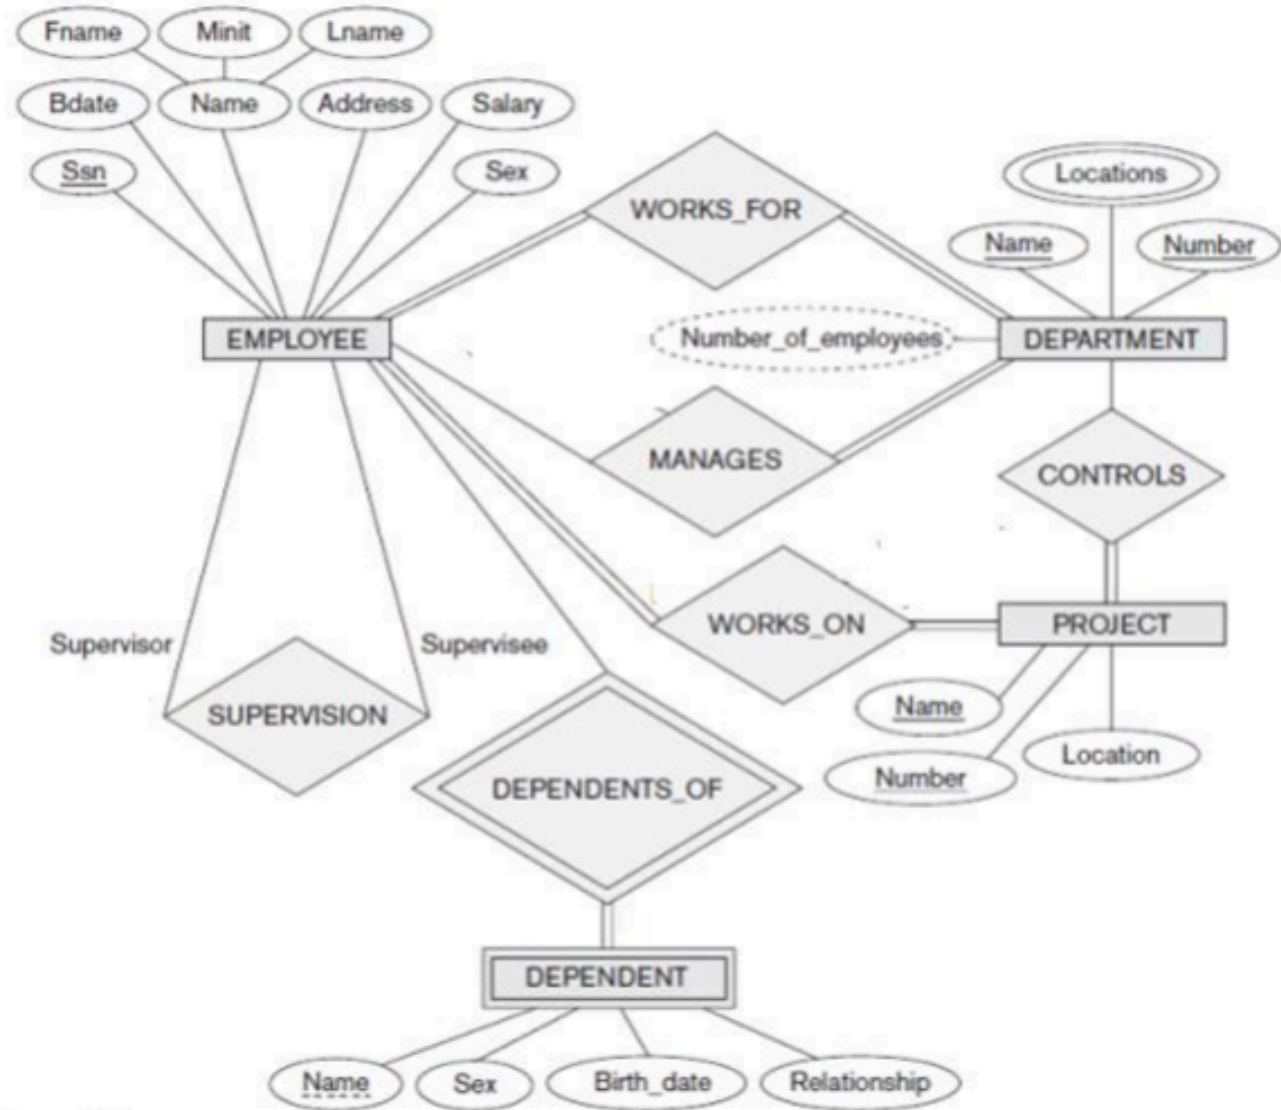 Fname Minit Lname
Bdate Name Address Salary
Ssn Sex
WORKS_FOR
Locations
Name Number
EMPLOYEE
Number_of_employees
DEPARTMENT
MANAGES
CONTROLS
WORKS_ON
PROJECT
Supervisor Supervisee
SUPERVISION
Name
Number
Location
DEPENDENTS_OF
DEPENDENT
Name Sex Birth_date Relationship